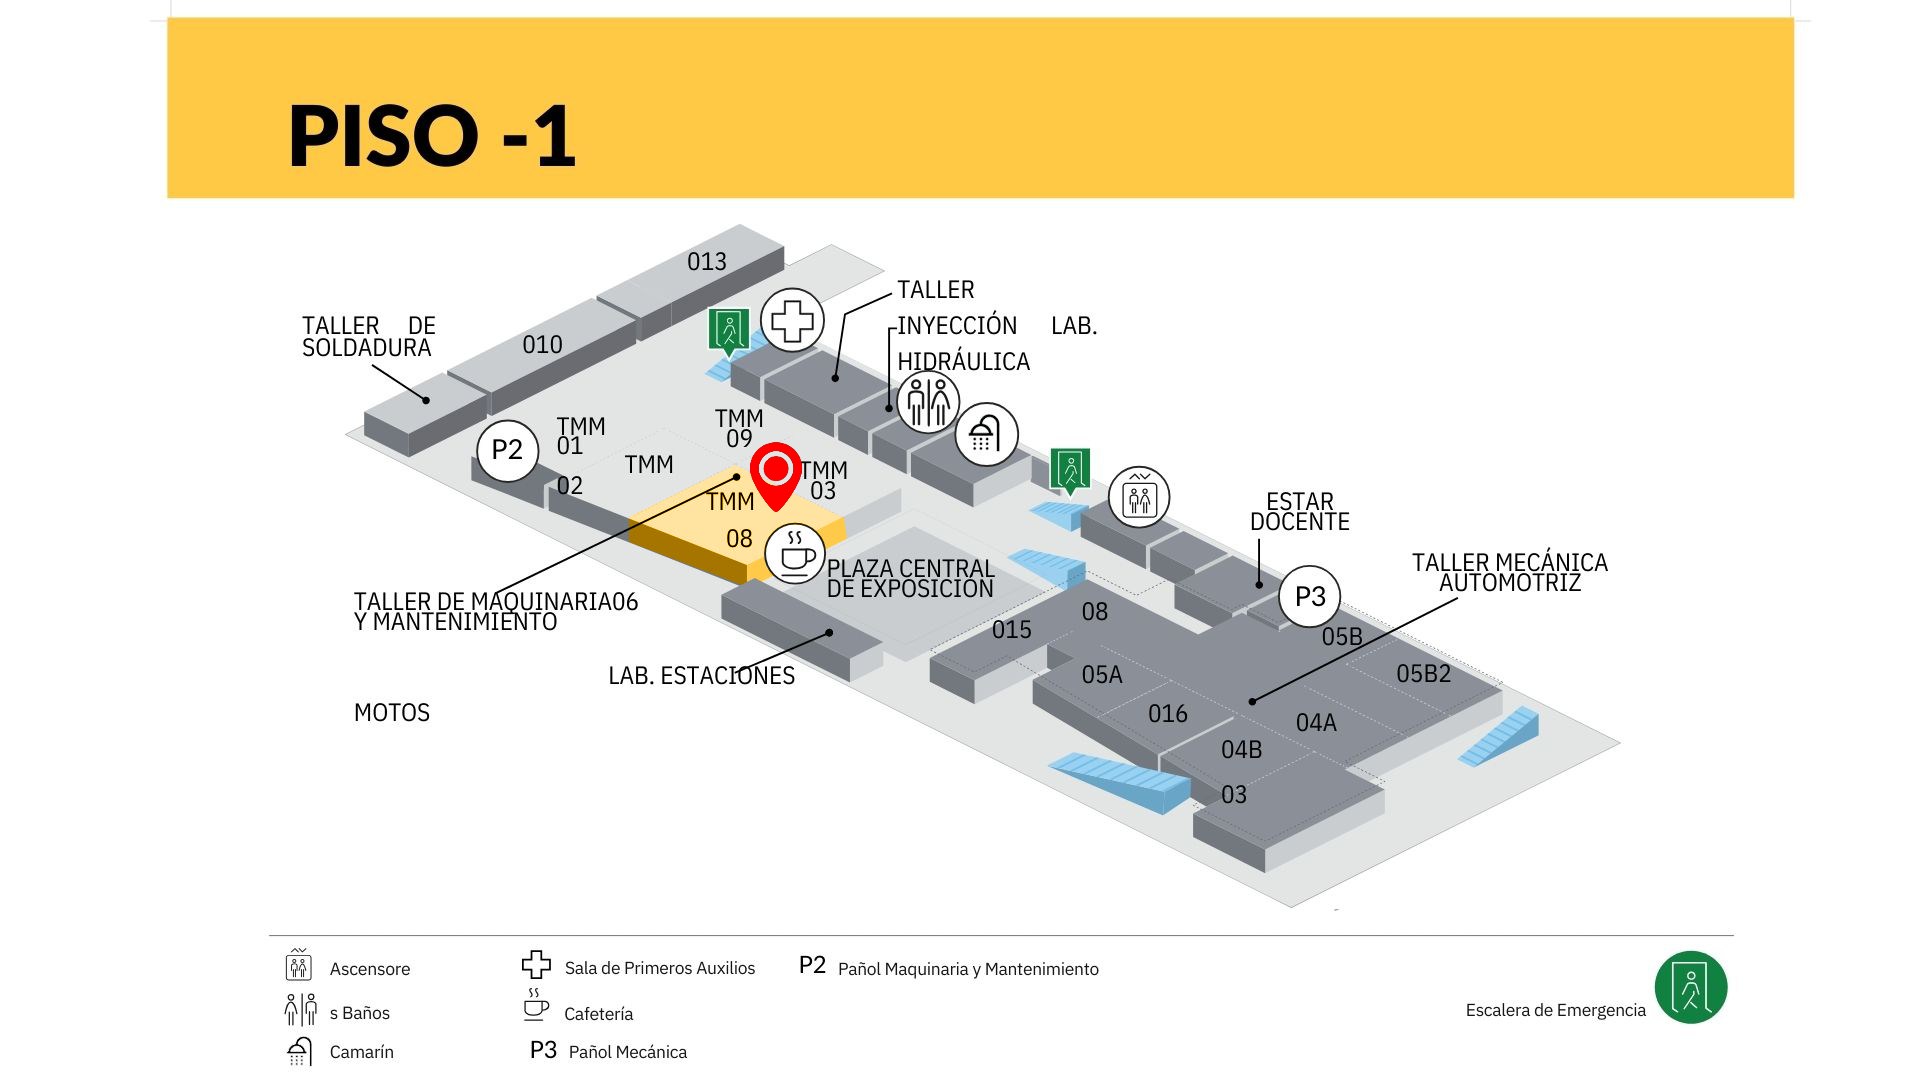 PISO -1
013
TALLER
TALLER DE
SOLDADURA
INYECCIÓN LAB.
HIDRÁULICA
010
TMM
01
02
TMM
09
P2
TMM
TMM
03
TMM
08
ESTAR
DOCENTE
TALLER MECÁNICA
AUTOMOTRIZ
PLAZA CENTRAL
DE EXPOSICIÓN
P3
TALLER DE MAQUINARIA06
Y MANTENIMIENTO
08
015
05B
LAB. ESTACIONES
05A
05B2
MOTOS
016
04A
04B
03
Ascensore
s Baños
Camarín
Sala de Primeros Auxilios
Cafetería
P3 Pañol Mecánica
P2 Pañol Maquinaria y Mantenimiento
Escalera de Emergencia